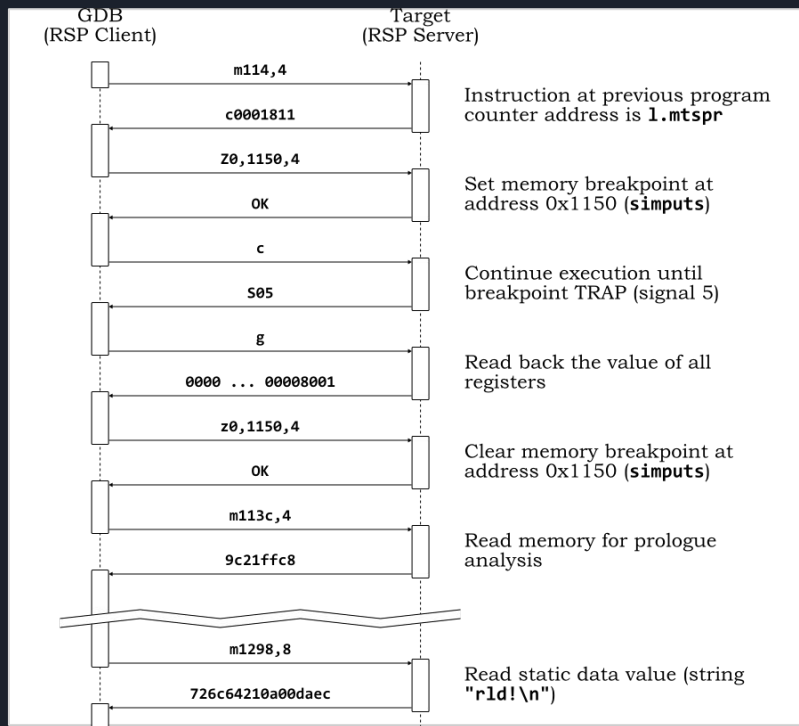 GDB
(RSP Client)
Target
(RSP Server)
m114,4
Instruction at previous program
counter address is l.mtspr
c0001811
Z0,1150,4
Set memory breakpoint at
address 0x1150 (simputs)
OK
c
Continue execution until
breakpoint TRAP (signal 5)
S05
g
Read back the value of all
registers
0000 ... 00008001
z0,1150,4
Clear memory breakpoint at
address 0x1150 (simputs)
OK
m113c,4
Read memory for prologue
analysis
9c21ffc8
m1298,8
Read static data value (string
"rld!\n")
726c64210a00daec